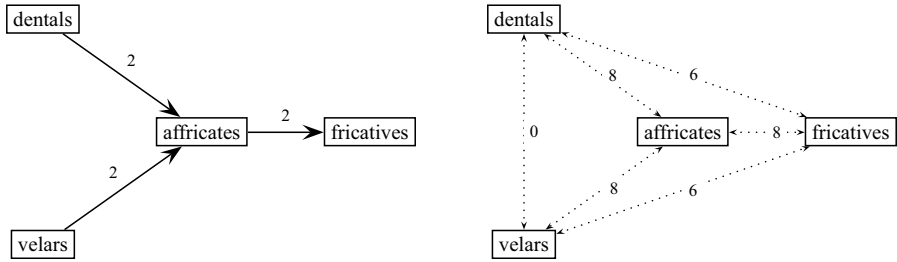 dentals
2
affricates
2
fricatives
2
velars
dentals
6
8
0
affricates
8
fricatives
8
6
velars